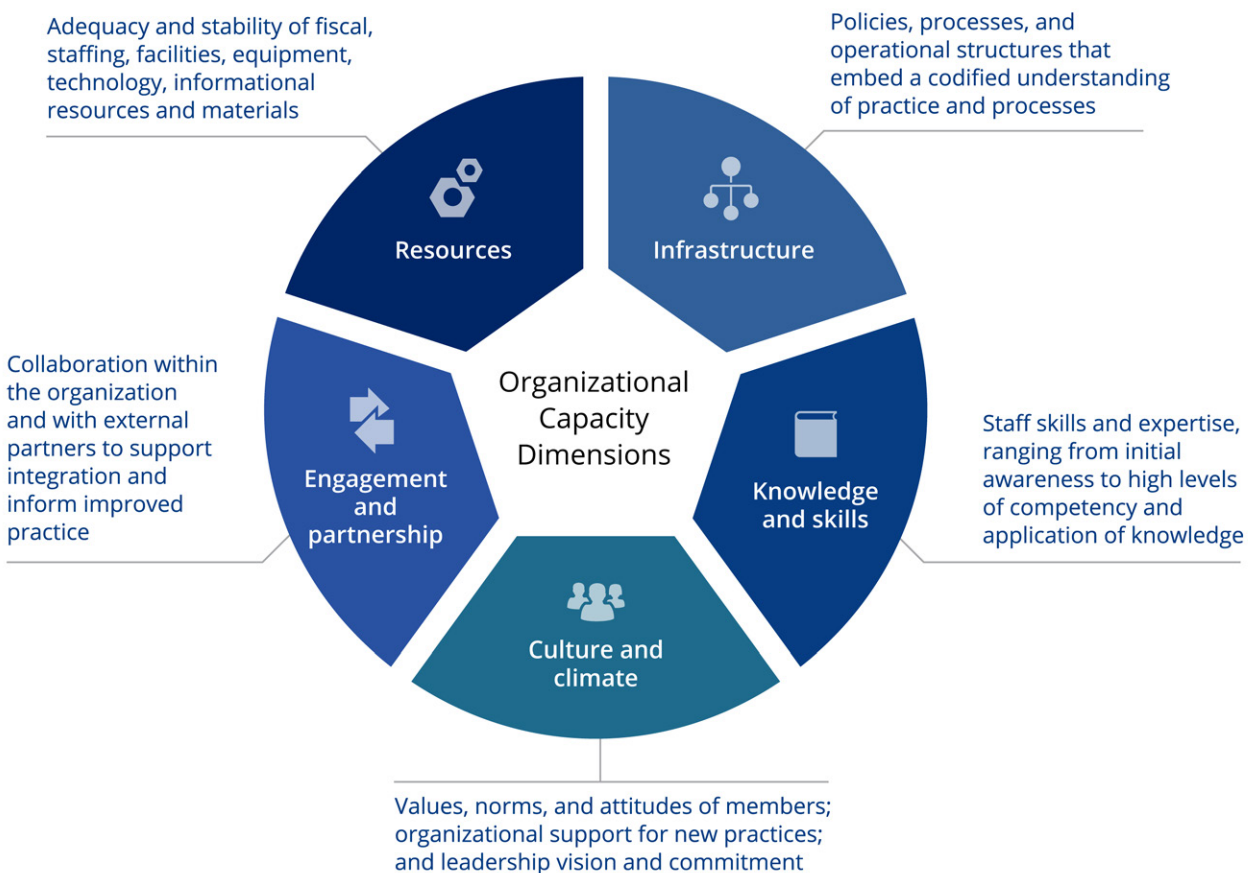 Adequacy and stability of fiscal,
staffing, facilities, equipment,
technology, informational
resources and materials
Policies, processes, and
operational structures that
embed a codified understanding
of practice and processes
Resources
Infrastructure
Organizational
Capacity
Dimensions
Collaboration within
the organization
and with external
partners to support
integration and
inform improved
practice
Engagement
and
partnership
Knowledge
and skills
Staff skills and expertise,
ranging from initial
awareness to high levels
of competency and
application of knowledge
Culture and
climate
Values, norms, and attitudes of members;
organizational support for new practices;
and leadership vision and commitment